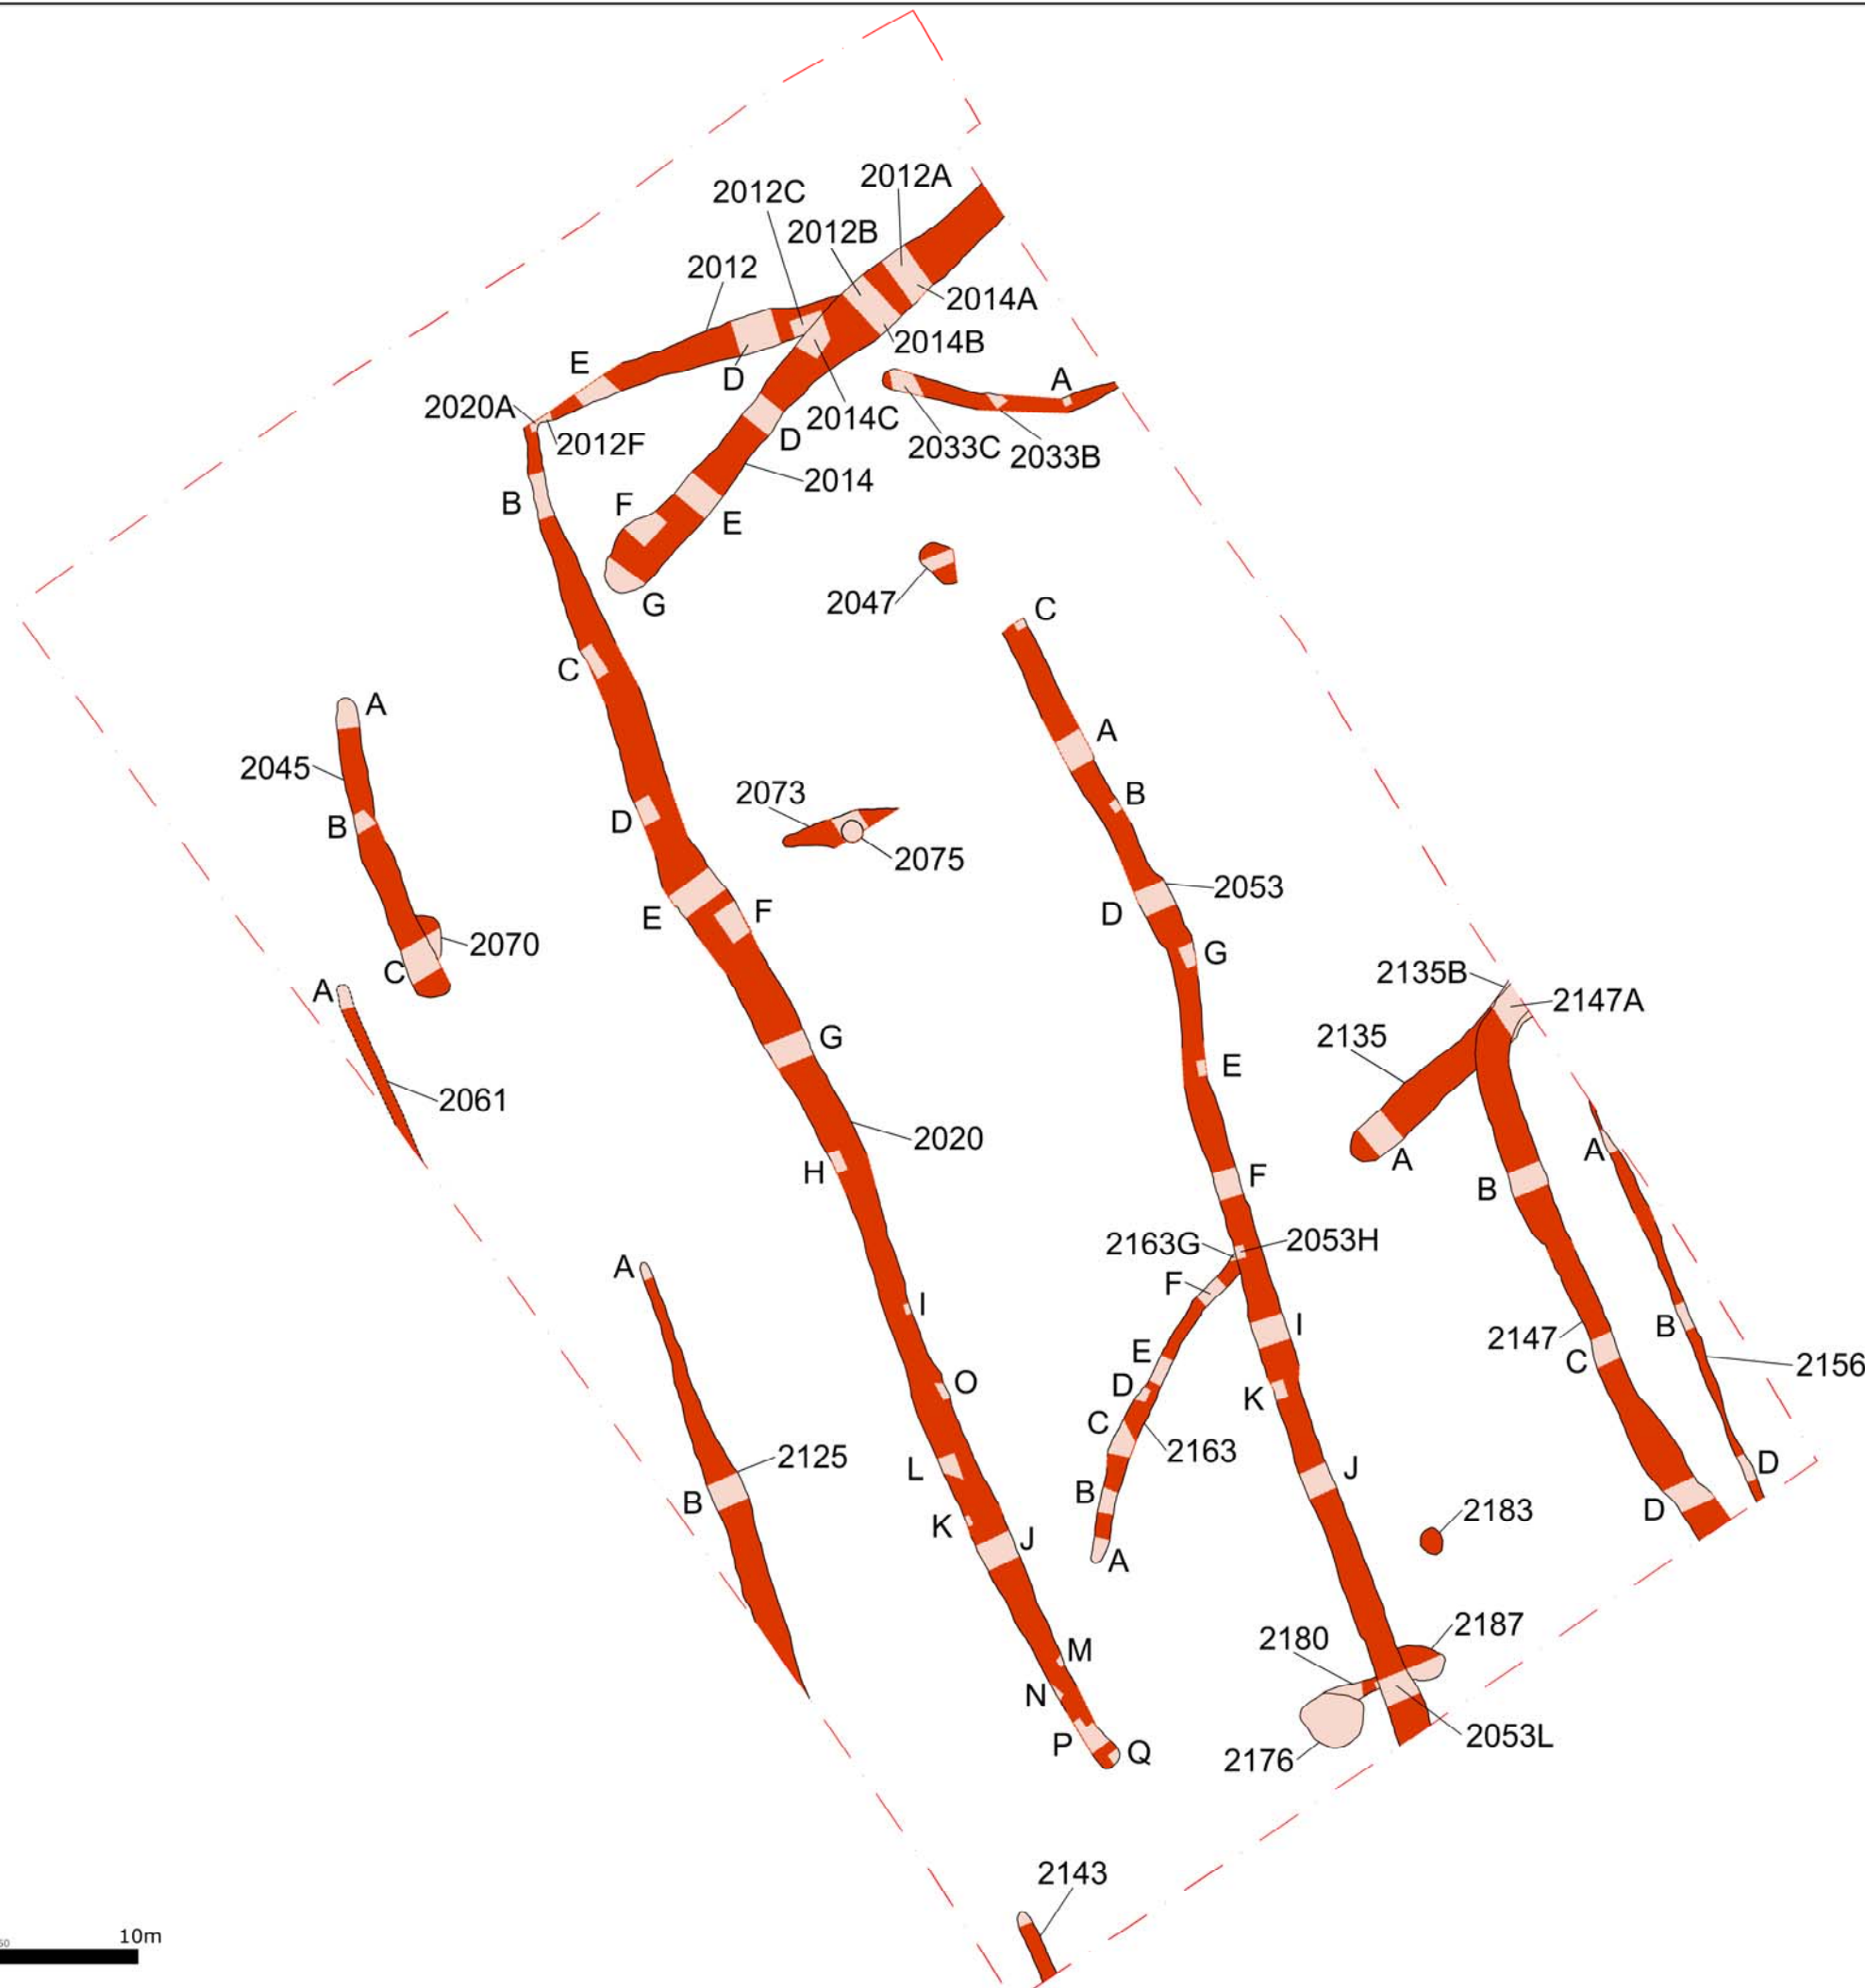 2012A
2012C
2012B
2012
2014A
2014B
E
D
A
2020A
2014C
2012F
D
2033C
2033B
2014
B
F
E
2047
G
C
C
A
A
2045
2073
B
D
B
2075
2053
E
F
D
2070
G
C
2135B
A
2147A
2135
G
E
2061
2020
A
A
H
F
B
2163G
2053H
A
F
I
I
B
2147
E
C
2156
D
O
K
C
2163
2125
L
J
D
B
B
D
K
2183
J
A
2187
2180
M
N
2053L
P
Q
2176
2143
10m